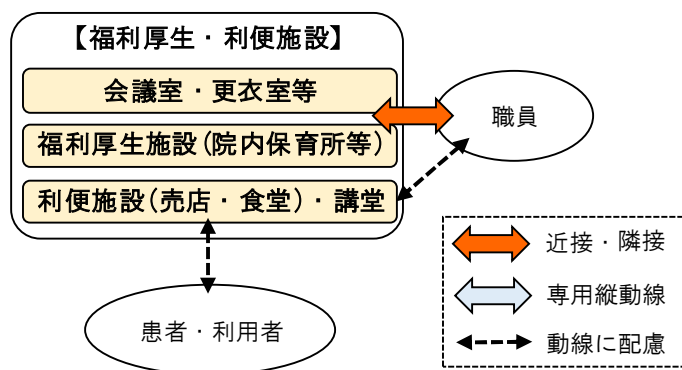 【福利厚生・利便施設】
会議室・更衣室等
福利厚生施設(院内保育所等)
利便施設(売店・食堂)・講堂
職員
患者・利用者
近接・隣接
専用縦動線
動線に配慮